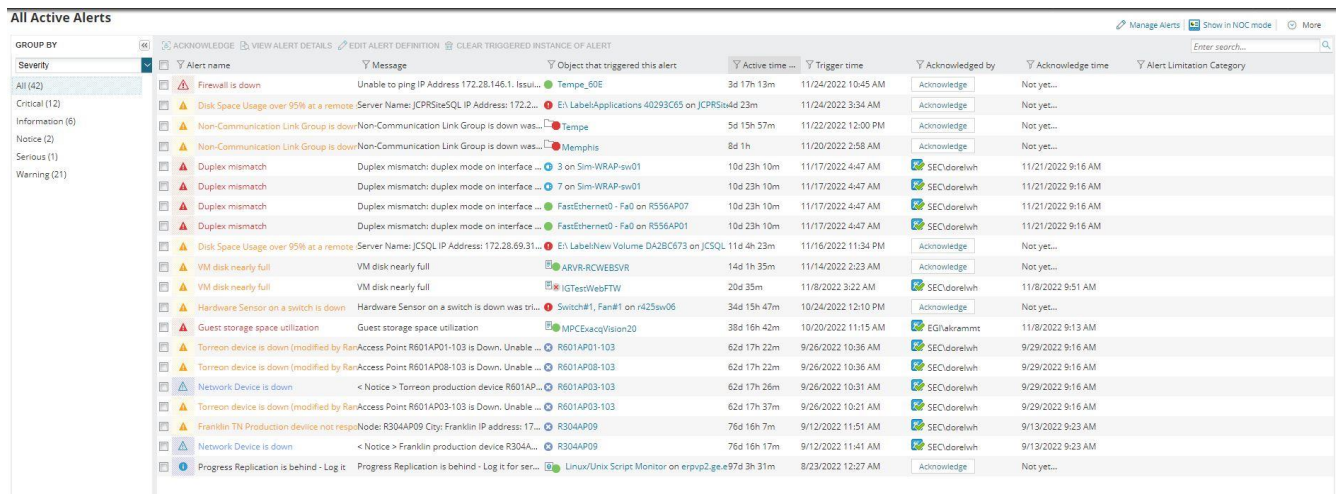 All Active Alerts
Manage Alerts Show in NOC mode More
GROUP BY
Severity
All (42)
Critical (12)
Information (6)
Notice (2)
Serious (1)
Warning (21)
ACKNOWLEDGE VIEW ALERT DETAILS EDIT ALERT DEFINITION CLEAR TRIGGERED INSTANCE OF ALERT
Enter search...
Alert name Message Object that triggered this alert Active time ... Trigger time Acknowledged by Acknowledge time Alert Limitation Category
Firewall is down Unable to ping IP Address 172.28.146.1. Issui... Tempe_60E 3d 17h 13m 11/24/2022 10:45 AM Acknowledge Not yet...
Disk Space Usage over 95% at a remote Server Name: JCPRSiteSQL IP Address: 172.2... E:\ Label:Applications 40293C65 on JCPRSite 4d 23m 11/24/2022 3:34 AM Acknowledge Not yet...
Non-Communication Link Group is down Non-Communication Link Group is down was... Tempe 5d 15h 57m 11/22/2022 12:00 PM Acknowledge Not yet...
Non-Communication Link Group is down Non-Communication Link Group is down was... Memphis 8d 1h 11/20/2022 2:58 AM Acknowledge Not yet...
Duplex mismatch Duplex mismatch: duplex mode on interface ... 3 on Sim-WRAP-sw01 10d 23h 10m 11/17/2022 4:47 AM SEC\dorelwh 11/21/2022 9:16 AM
Duplex mismatch Duplex mismatch: duplex mode on interface ... 7 on Sim-WRAP-sw01 10d 23h 10m 11/17/2022 4:47 AM SEC\dorelwh 11/21/2022 9:16 AM
Duplex mismatch Duplex mismatch: duplex mode on interface ... FastEthernet0 - Fa0 on R556AP07 10d 23h 10m 11/17/2022 4:47 AM SEC\dorelwh 11/21/2022 9:16 AM
Duplex mismatch Duplex mismatch: duplex mode on interface ... FastEthernet0 - Fa0 on R556AP01 10d 23h 10m 11/17/2022 4:47 AM SEC\dorelwh 11/21/2022 9:16 AM
Disk Space Usage over 95% at a remote Server Name: JCSQL IP Address: 172.28.69.31... E:\ Label:New Volume DA2BC673 on JCSQL 11d 4h 23m 11/16/2022 11:34 PM Acknowledge Not yet...
VM disk nearly full VM disk nearly full ARVR-RCWEBSVR 14d 1h 35m 11/14/2022 2:23 AM Acknowledge Not yet...
VM disk nearly full VM disk nearly full IGTestWebFTW 20d 35m 11/8/2022 3:22 AM SEC\dorelwh 11/8/2022 9:51 AM
Hardware Sensor on a switch is down Hardware Sensor on a switch is down was tri... Switch#1, Fan#1 on r425sw06 34d 15h 47m 10/24/2022 12:10 PM Acknowledge Not yet...
Guest storage space utilization Guest storage space utilization MPCExacqVision20 38d 16h 42m 10/20/2022 11:15 AM EGI\akrammt 11/8/2022 9:13 AM
Torreon device is down (modified by Ran Access Point R601AP01-103 is Down. Unable ... R601AP01-103 62d 17h 22m 9/26/2022 10:36 AM SEC\dorelwh 9/29/2022 9:16 AM
Torreon device is down (modified by Ran Access Point R601AP08-103 is Down. Unable ... R601AP08-103 62d 17h 22m 9/26/2022 10:36 AM SEC\dorelwh 9/29/2022 9:16 AM
Network Device is down < Notice > Torreon production device R601AP... R601AP03-103 62d 17h 26m 9/26/2022 10:31 AM SEC\dorelwh 9/29/2022 9:16 AM
Torreon device is down (modified by Ran Access Point R601AP03-103 is Down. Unable ... R601AP03-103 62d 17h 37m 9/26/2022 10:21 AM SEC\dorelwh 9/29/2022 9:16 AM
Franklin TN Production device not respo Node: R304AP09 City: Franklin IP address: 17... R304AP09 76d 16h 7m 9/12/2022 11:51 AM SEC\dorelwh 9/13/2022 9:23 AM
Network Device is down < Notice > Franklin production device R304A... R304AP09 76d 16h 17m 9/12/2022 11:41 AM SEC\dorelwh 9/13/2022 9:23 AM
Progress Replication is behind - Log it Progress Replication is behind - Log it for ser... Linux/Unix Script Monitor on erpvp2.ge.e 97d 3h 31m 8/23/2022 12:27 AM Acknowledge Not yet...